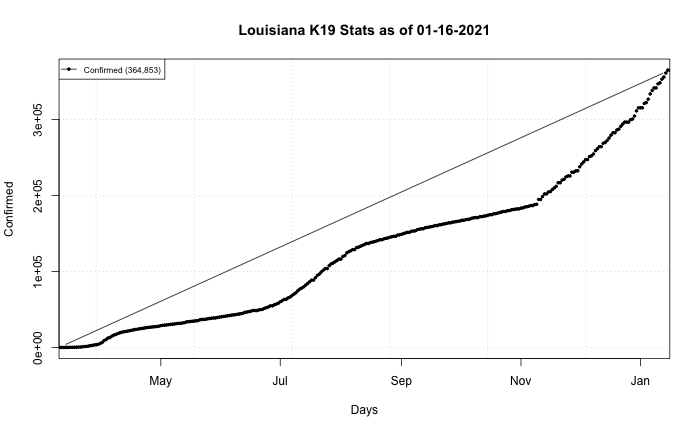 Louisiana K19 Stats as of 01-16-2021
Confirmed (364,853)
Confirmed
3e+05
2e+05
1e+05
0e+00
May Jul Sep Nov Jan
Days